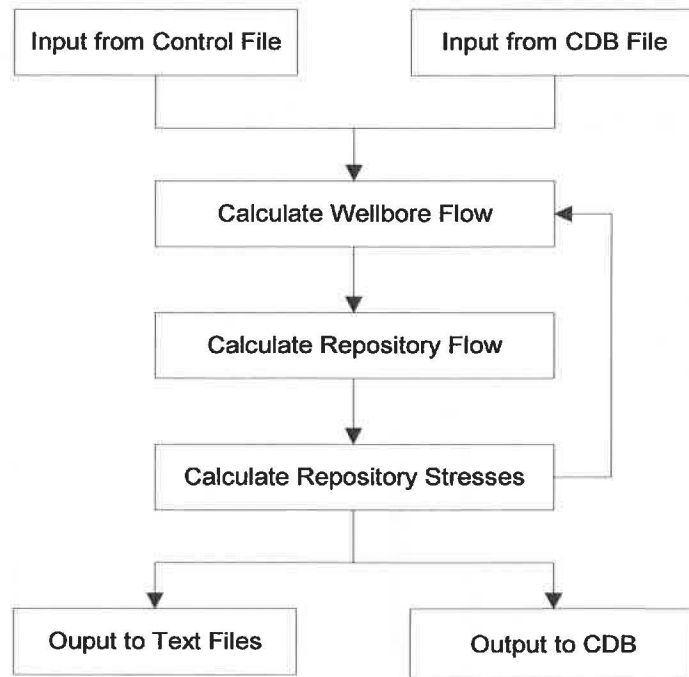 Input from Control File
Input from CDB File
Calculate Wellbore Flow
Calculate Repository Flow
Calculate Repository Stresses
Ouput to Text Files
Output to CDB